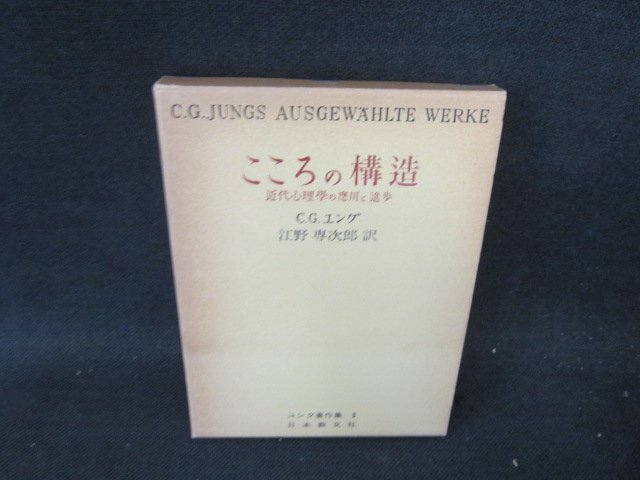 C.G.JUNGS AUSGEWÄHLTE WERKE
こころの構造
近代心理學の應用と進歩
C.G.ユング
江野 専次郎 訳
ユング著作集 3
日本教文社